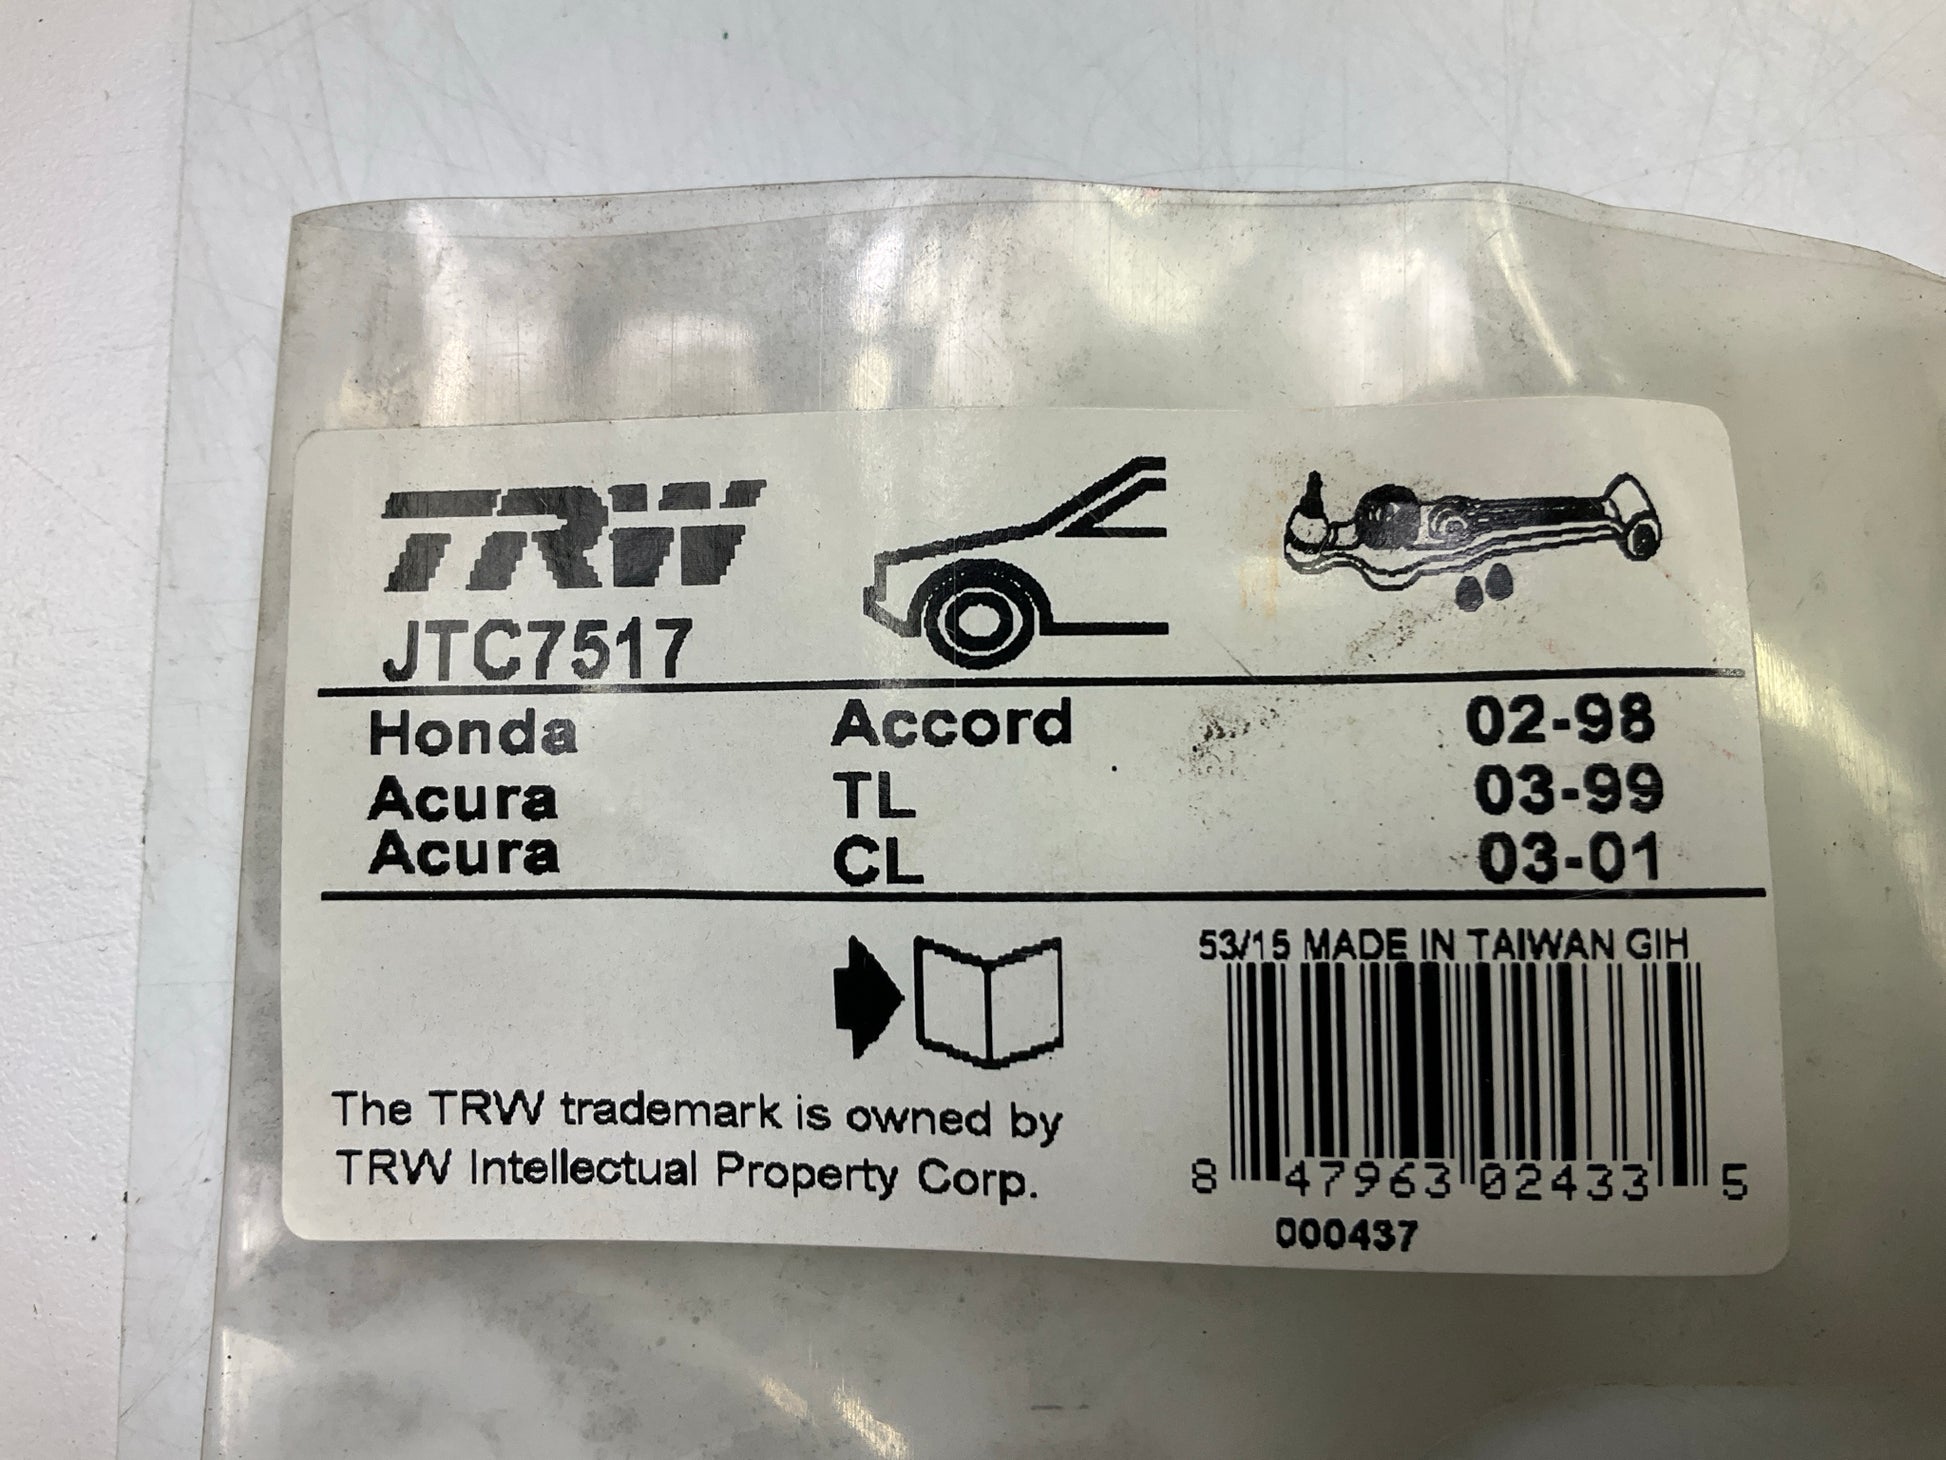 TRW
JTC7517
Honda Accord 02-98
Acura TL 03-99
Acura CL 03-01
53/15 MADE IN TAIWAN GIH
The TRW trademark is owned by
TRW Intellectual Property Corp.
8 47963 02433 5
000437